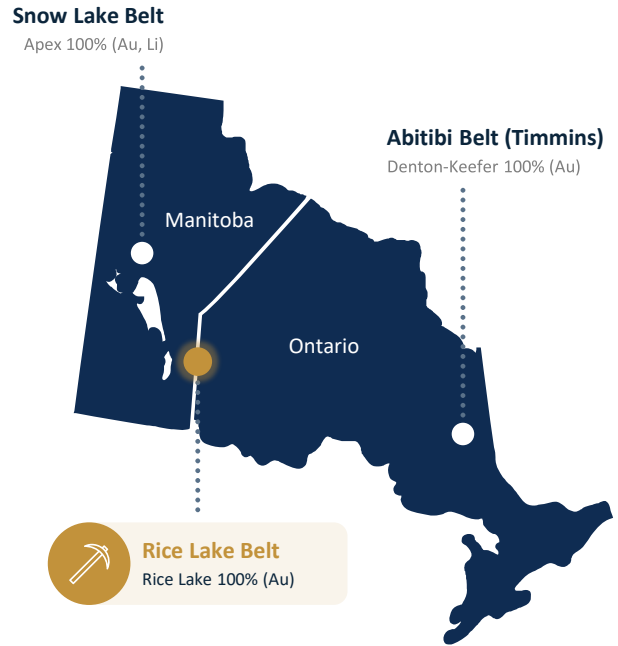 Snow Lake Belt
Apex 100% (Au, Li)
Abitibi Belt (Timmins)
Denton-Keefer 100% (Au)
Manitoba
Ontario
Rice Lake Belt
Rice Lake 100% (Au)